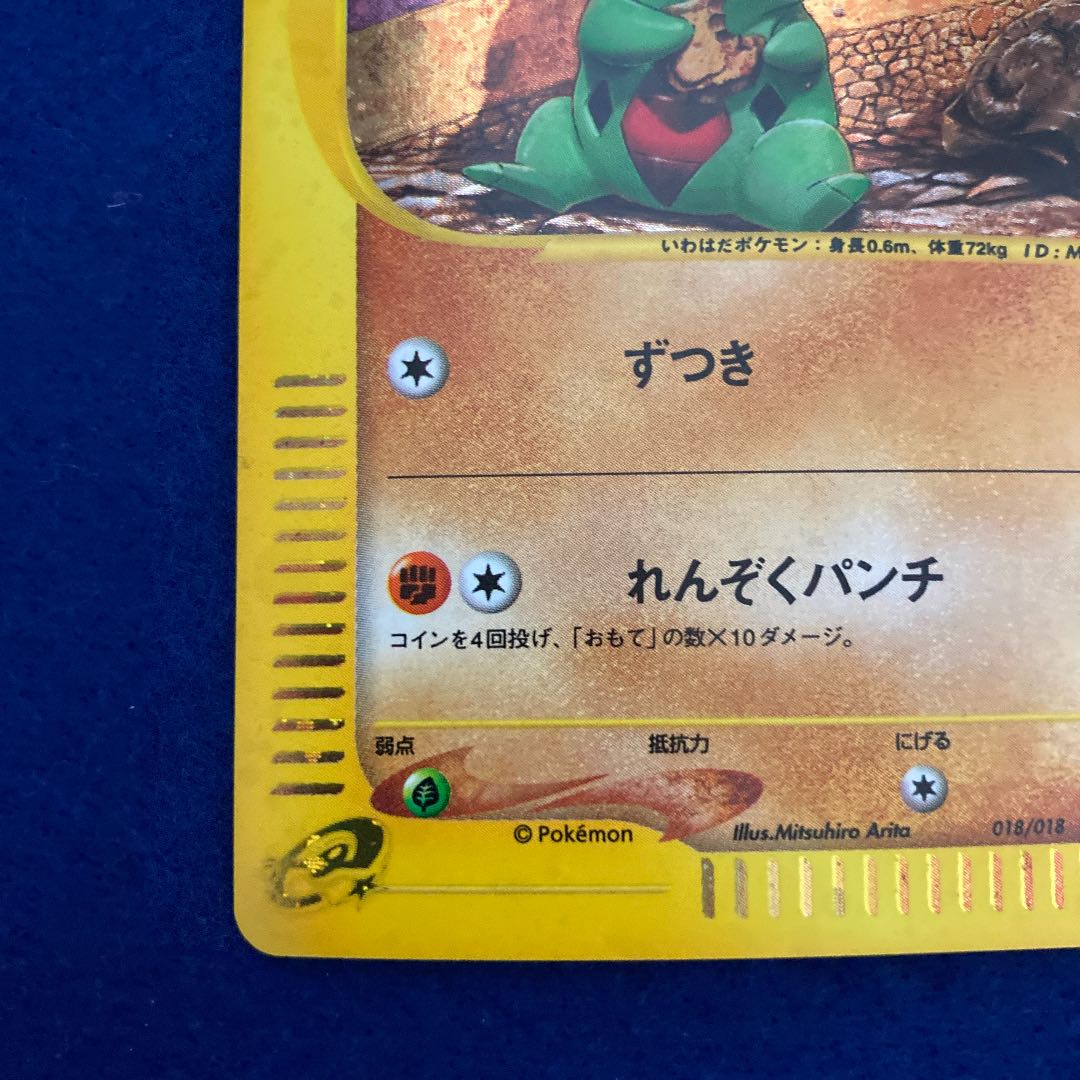 いわはだポケモン：身長0.6m、体重72kg ID：M
ずつき
れんぞくパンチ
コインを4回投げ、「おもて」の数×10ダメージ。
弱点 抵抗力 にげる
©Pokémon Illus.Mitsuhiro Arita 018/018